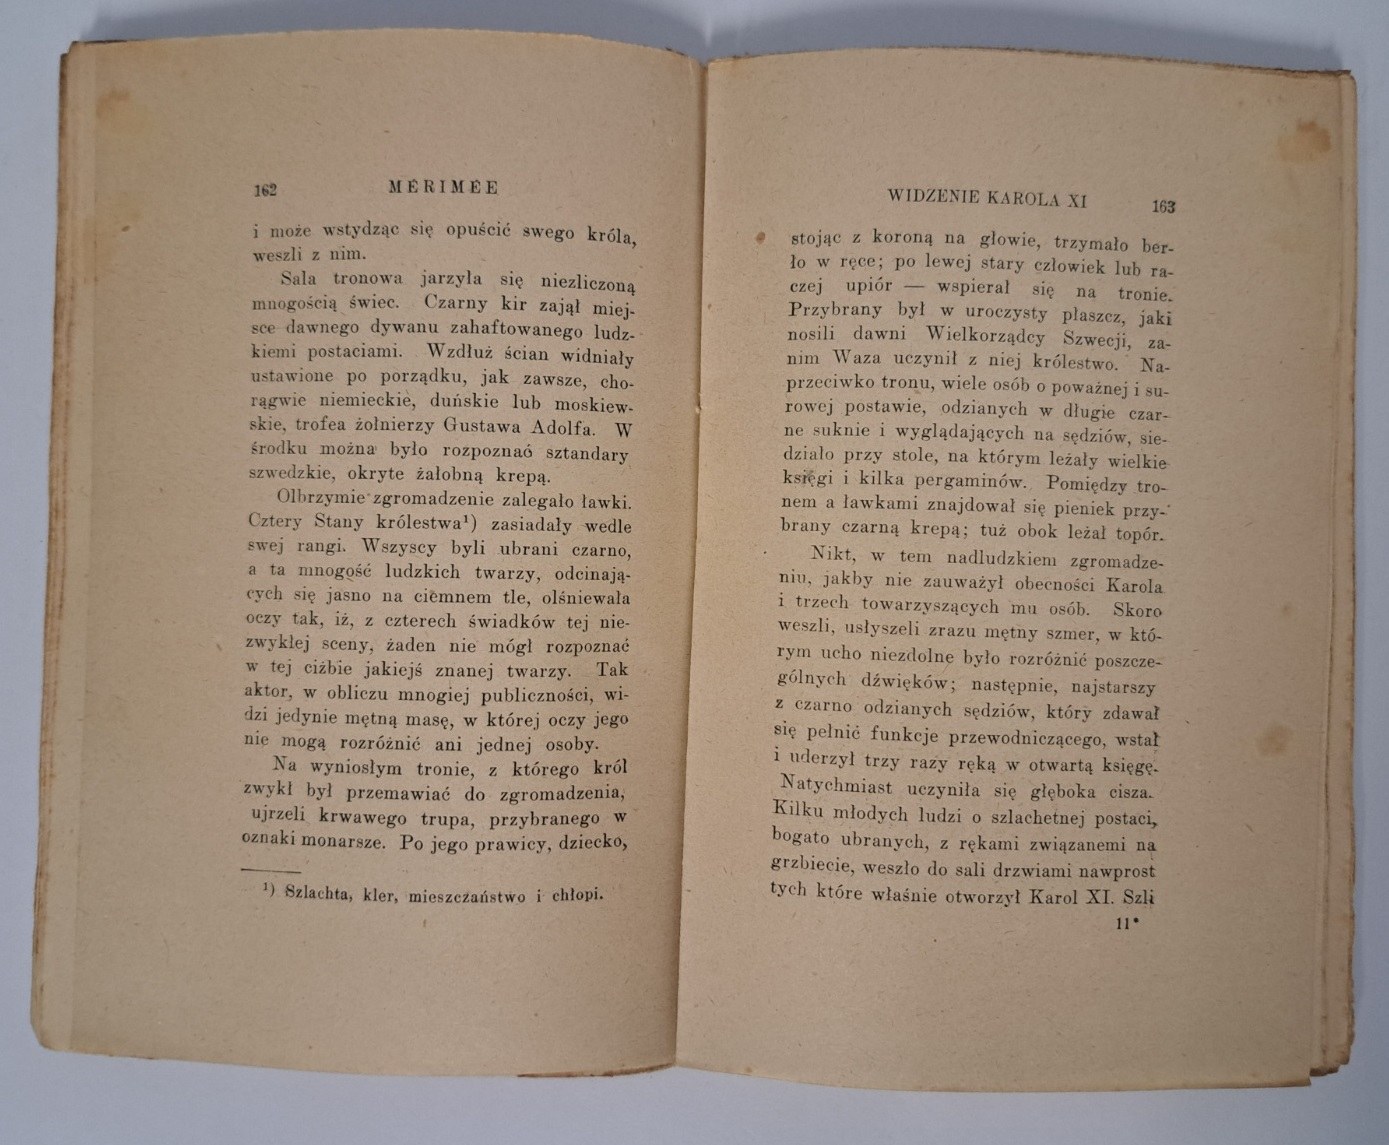 162 MÉRIMÉE
i może wstydząc się opuścić swego króla,
weszli z nim.
Sala tronowa jarzyła się niezliczoną
mnogością świec. Czarny kir zajął miej-
sce dawnego dywanu zahaftowanego ludz-
kiemi postaciami. Wzdłuż ścian widniały
ustawione po porządku, jak zawsze, cho-
rągwie niemieckie, duńskie lub moskiew-
skie, trofea żołnierzy Gustawa Adolfa. W
środku można było rozpoznać sztandary
szwedzkie, okryte żałobną krepą.
Olbrzymie zgromadzenie zalegało ławki.
Cztery Stany królestwa¹) zasiadały wedle
swej rangi. Wszyscy byli ubrani czarno,
a ta mnogość ludzkich twarzy, odcinają-
cych się jasno na ciemnem tle, olśniewała
oczy tak, iż, z czterech świadków tej nie-
zwykłej sceny, żaden nie mógł rozpoznać
w tej ciżbie jakiejś znanej twarzy. Tak
aktor, w obliczu mnogiej publiczności, wi-
dzi jedynie mętną masę, w której oczy jego
nie mogą rozróżnić ani jednej osoby.
Na wyniosłym tronie, z którego król
zwykł był przemawiać do zgromadzenia,
ujrzeli krwawego trupa, przybranego w
oznaki monarsze. Po jego prawicy, dziecko,
¹) Szlachta, kler, mieszczaństwo i chłopi.
WIDZENIE KAROLA XI 163
stojąc z koroną na głowie, trzymało ber-
ło w ręce; po lewej stary człowiek lub ra-
czej upiór — wspierał się na tronie.
Przybrany był w uroczysty płaszcz, jaki
nosili dawni Wielkorządcy Szwecji, za-
nim Waza uczynił z niej królestwo. Na-
przeciwko tronu, wiele osób o poważnej i su-
rowej postawie, odzianych w długie czar-
ne suknie i wyglądających na sędziów, sie-
działo przy stole, na którym leżały wielkie
księgi i kilka pergaminów. Pomiędzy tro-
nem a ławkami znajdował się pieniek przy-
brany czarną krepą; tuż obok leżał topór.
Nikt, w tem nadludzkiem zgromadze-
niu, jakby nie zauważył obecności Karola
i trzech towarzyszących mu osób. Skoro
weszli, usłyszeli zrazu mętny szmer, w któ-
rym ucho niezdolne było rozróżnić poszcze-
gólnych dźwięków; następnie, najstarszy
z czarno odzianych sędziów, który zdawał
się pełnić funkcje przewodniczącego, wstał
i uderzył trzy razy ręką w otwartą księgę.
Natychmiast uczyniła się głęboka cisza.
Kilku młodych ludzi o szlachetnej postaci,
bogato ubranych, z rękami związanemi na
grzbiecie, weszło do sali drzwiami nawprost
tych które właśnie otworzył Karol XI. Szli
11*